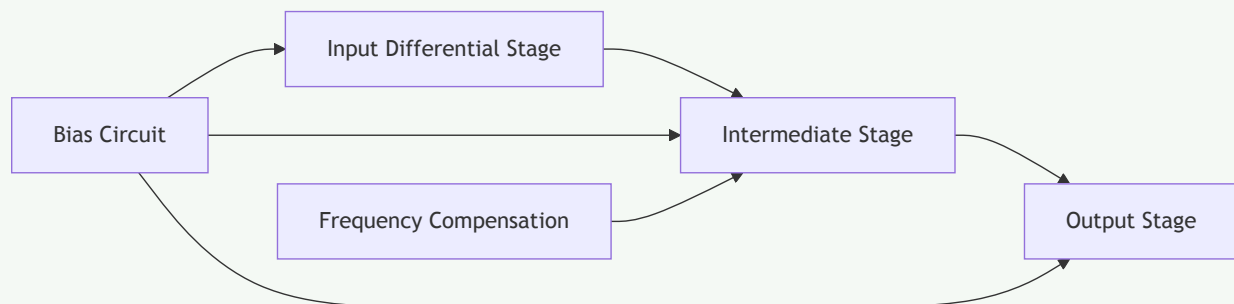 Input Differential Stage
Bias Circuit
Intermediate Stage
Frequency Compensation
Output Stage